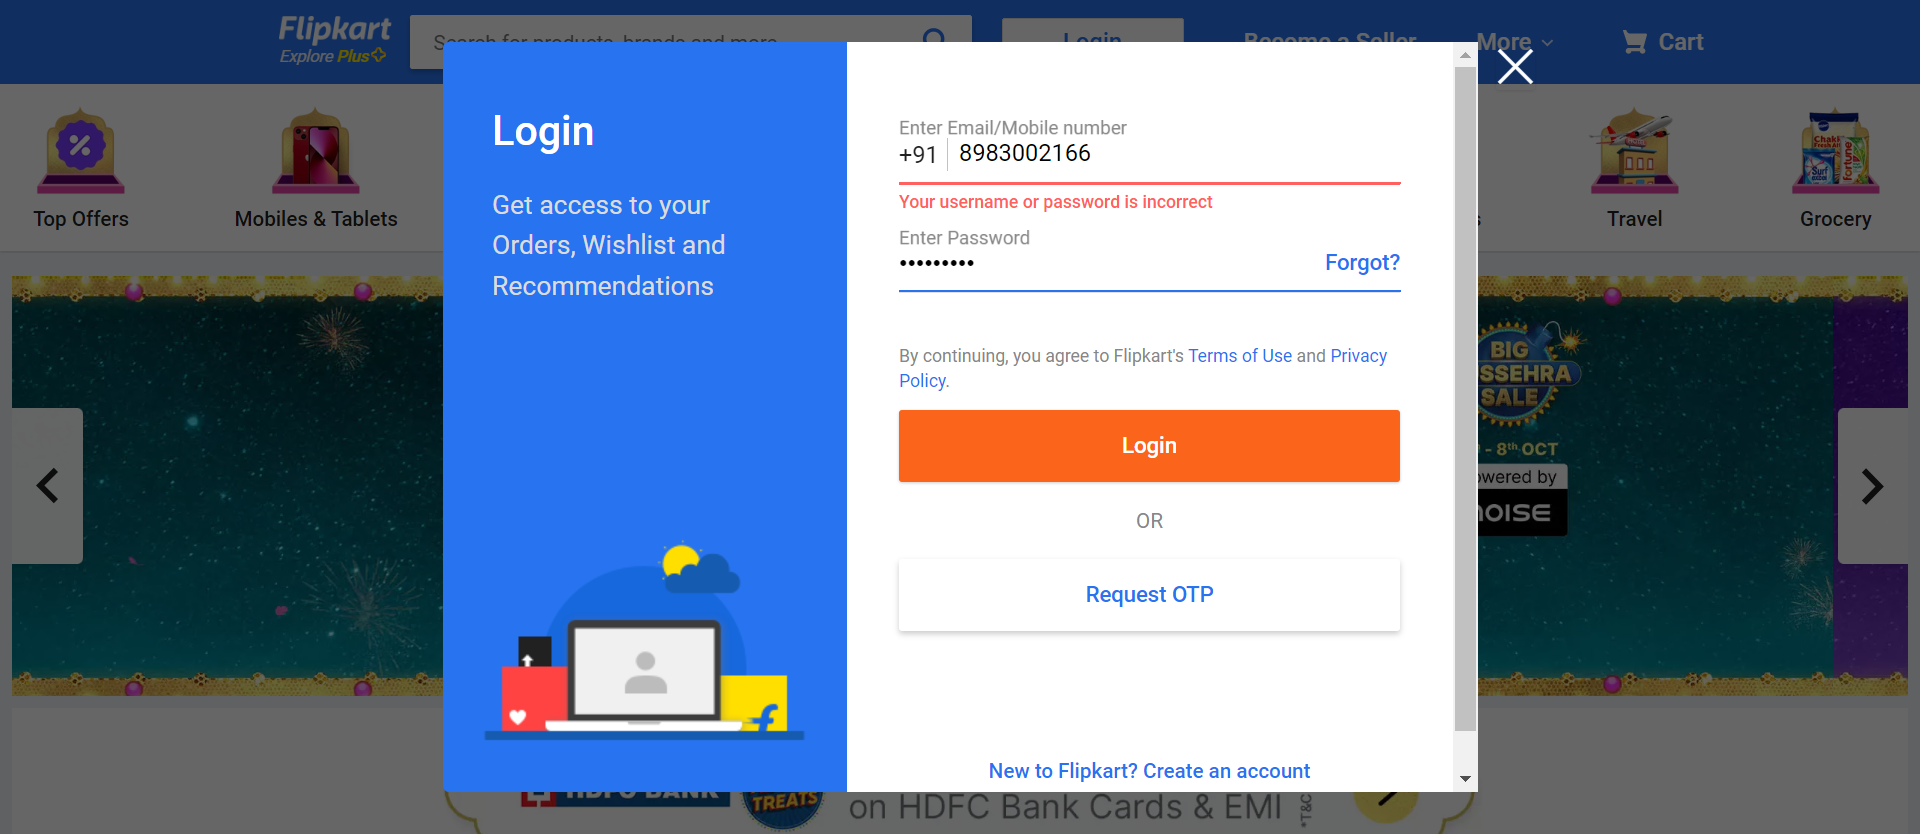 Flipkart
Explore Plus
Search for products, brands and more
Login
Become a Seller
More
Cart
Top Offers
Mobiles & Tablets
Travel
Grocery
Login
Get access to your
Orders, Wishlist and
Recommendations
Enter Email/Mobile number
+91 8983002166
Your username or password is incorrect
Enter Password
•••••••••
Forgot?
By continuing, you agree to Flipkart's Terms of Use and Privacy
Policy.
Login
OR
Request OTP
New to Flipkart? Create an account
BIG
SSEHRA
SALE
- 8th OCT
owered by
noise
HDFC BANK
TREATS
on HDFC Bank Cards & EMI
*T&C